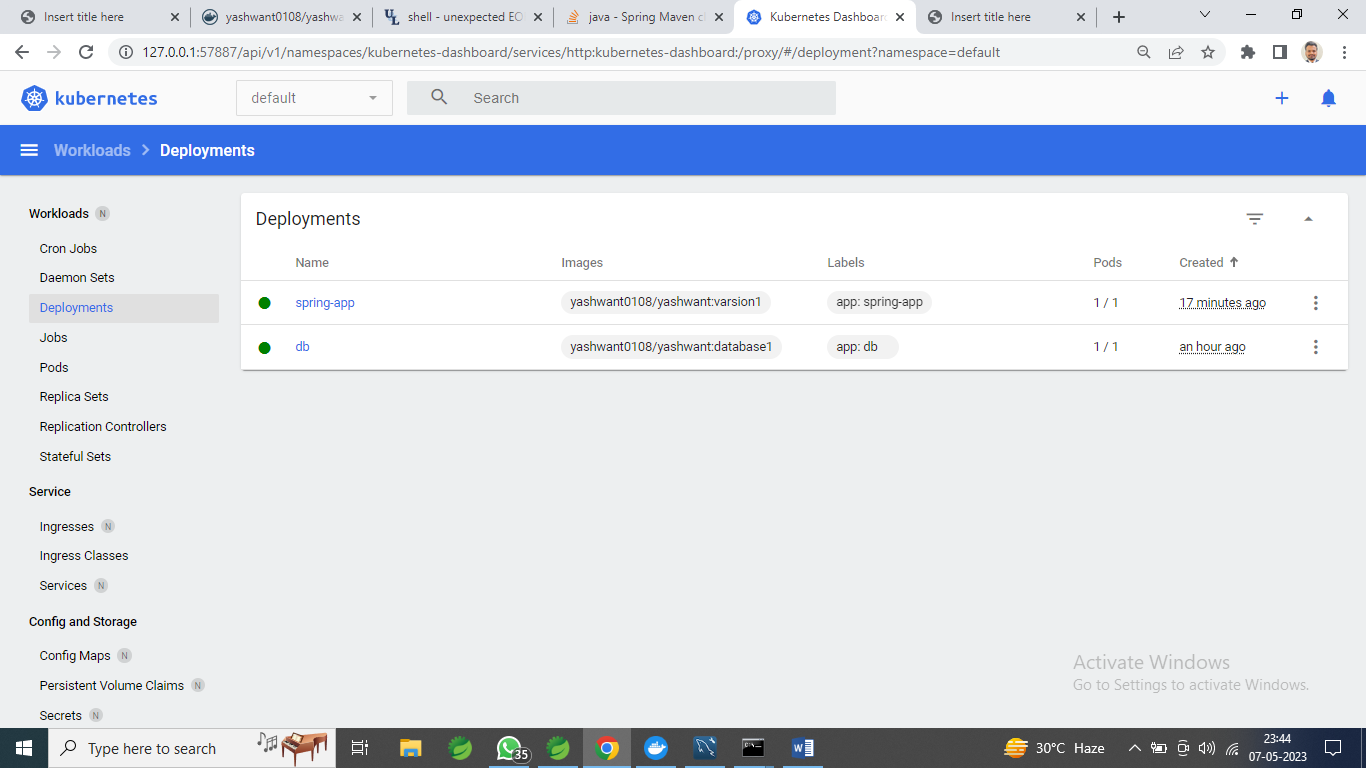 Insert title here
yashwant0108/yashwa
shell - unexpected EO
java - Spring Maven c
Kubernetes Dashboar
Insert title here
127.0.0.1:57887/api/v1/namespaces/kubernetes-dashboard/services/http:kubernetes-dashboard:/proxy/#/deployment?namespace=default
kubernetes
default
Search
Workloads
Deployments
Workloads N
Cron Jobs
Daemon Sets
Deployments
Jobs
Pods
Replica Sets
Replication Controllers
Stateful Sets
Service
Ingresses N
Ingress Classes
Services N
Config and Storage
Config Maps N
Persistent Volume Claims N
Secrets N
Deployments
Name Images Labels Pods Created
spring-app yashwant0108/yashwant:varsion1 app: spring-app 1 / 1 17 minutes ago
db yashwant0108/yashwant:database1 app: db 1 / 1 an hour ago
Activate Windows
Go to Settings to activate Windows.
Type here to search
35
W
30°C Haze
23:44
07-05-2023